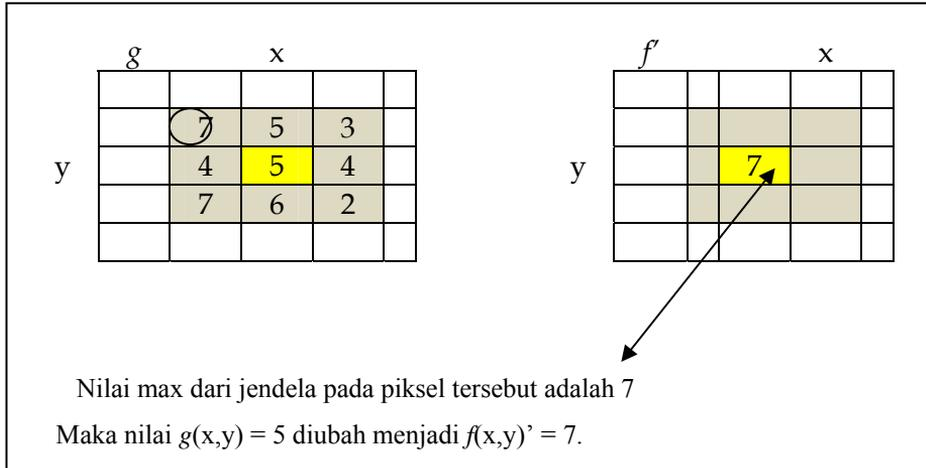 g x f′ x
7 5 3
y 4 5 4 y 7
7 6 2
Nilai max dari jendela pada piksel tersebut adalah 7
Maka nilai g(x,y) = 5 diubah menjadi f(x,y)’ = 7.